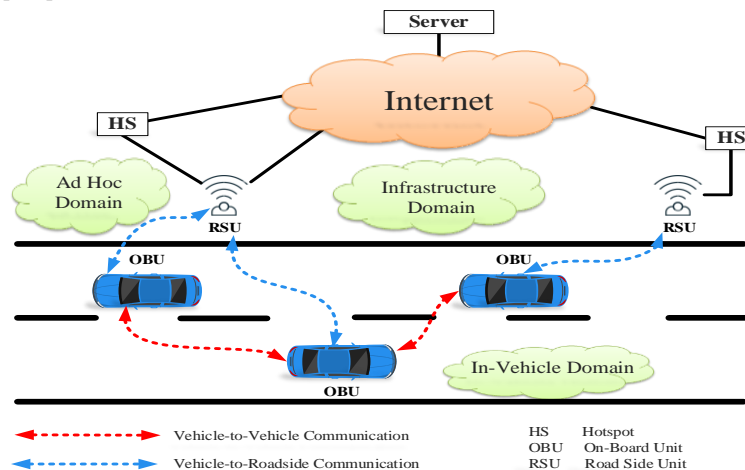 Server
Internet
HS
HS
Ad Hoc
Domain
Infrastructure
Domain
RSU
RSU
OBU
OBU
OBU
In-Vehicle Domain
Vehicle-to-Vehicle Communication
Vehicle-to-Roadside Communication
HS Hotspot
OBU On-Board Unit
RSU Road Side Unit